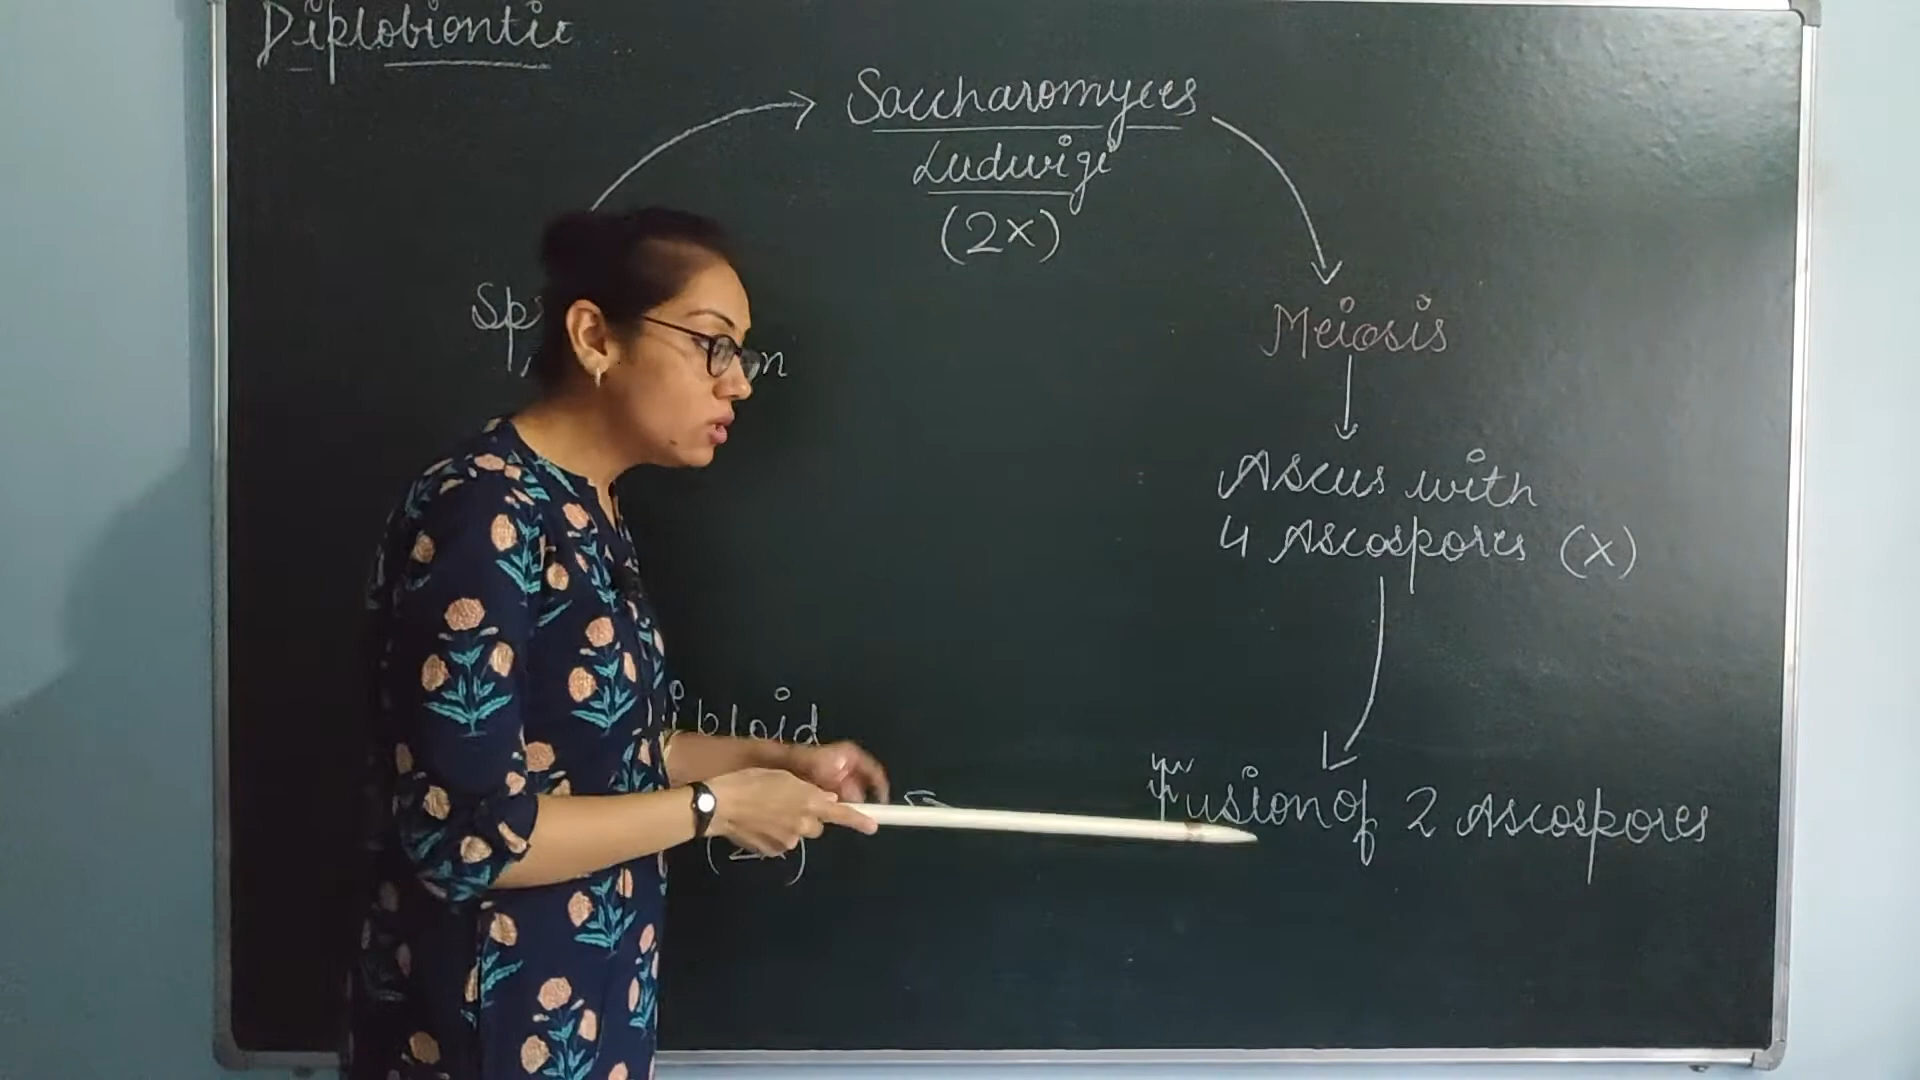 Diplobiontic
Saccharomyces
Ludwigi
(2x)
Meiosis
Ascus with
4 Ascospores (x)
Fusion of 2 Ascospores